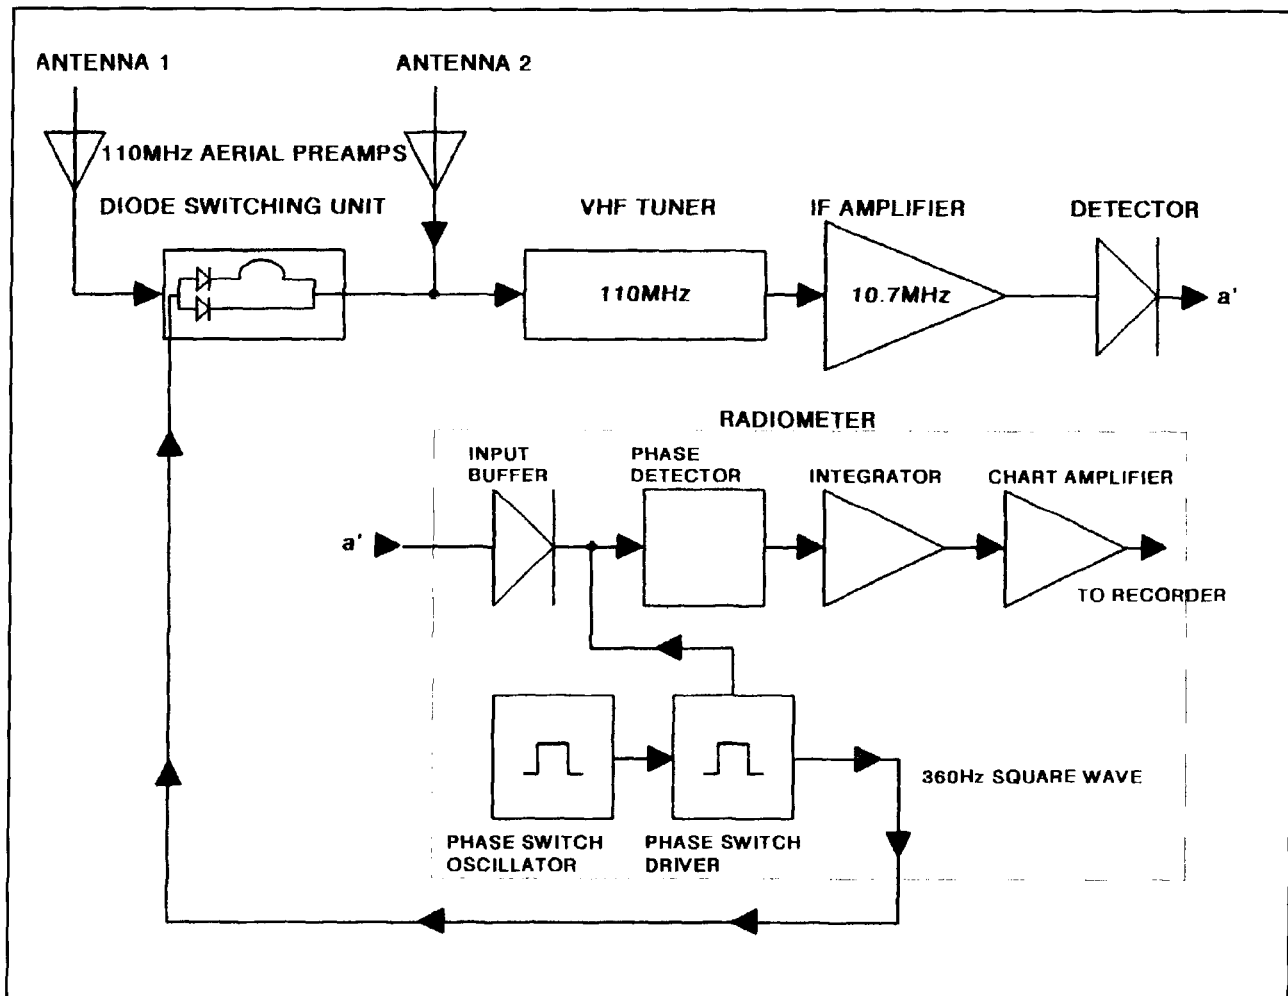 ANTENNA 1
ANTENNA 2
110MHz AERIAL PREAMPS
DIODE SWITCHING UNIT
VHF TUNER
IF AMPLIFIER
DETECTOR
110MHz
10.7MHz
a'
RADIOMETER
INPUT
BUFFER
PHASE
DETECTOR
INTEGRATOR
CHART AMPLIFIER
a'
TO RECORDER
360Hz SQUARE WAVE
PHASE SWITCH
OSCILLATOR
PHASE SWITCH
DRIVER